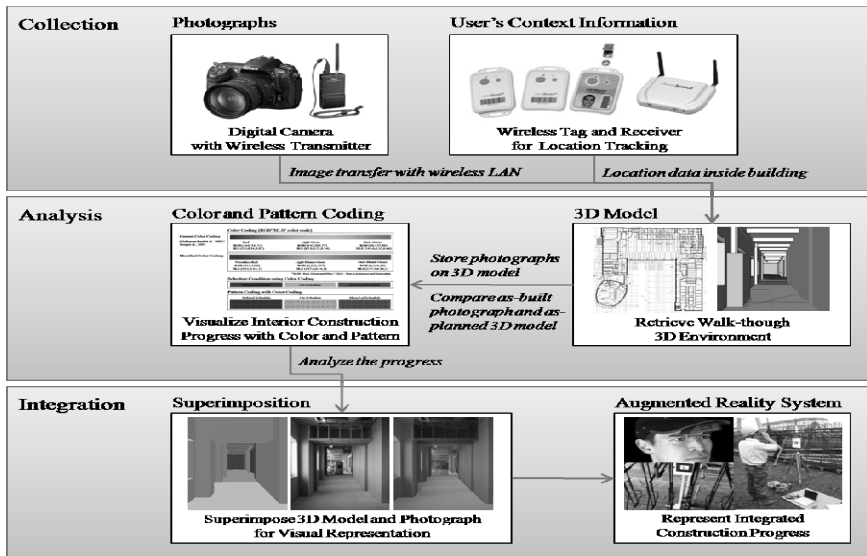 Collection
Photographs
User's Context Information
Digital Camera
with Wireless Transmitter
Wireless Tag and Receiver
for Location Tracking
Image transfer with wireless LAN
Location data inside building
Analysis
Color and Pattern Coding
3D Model
Store photographs
on 3D model
Compare as-built
photograph and as-
planned 3D model
Visualize Interior Construction
Progress with Color and Pattern
Retrieve Walk-though
3D Environment
Analyze the progress
Integration
Superimposition
Augmented Reality System
Superimpose 3D Model and Photograph
for Visual Representation
Represent Integrated
Construction Progress